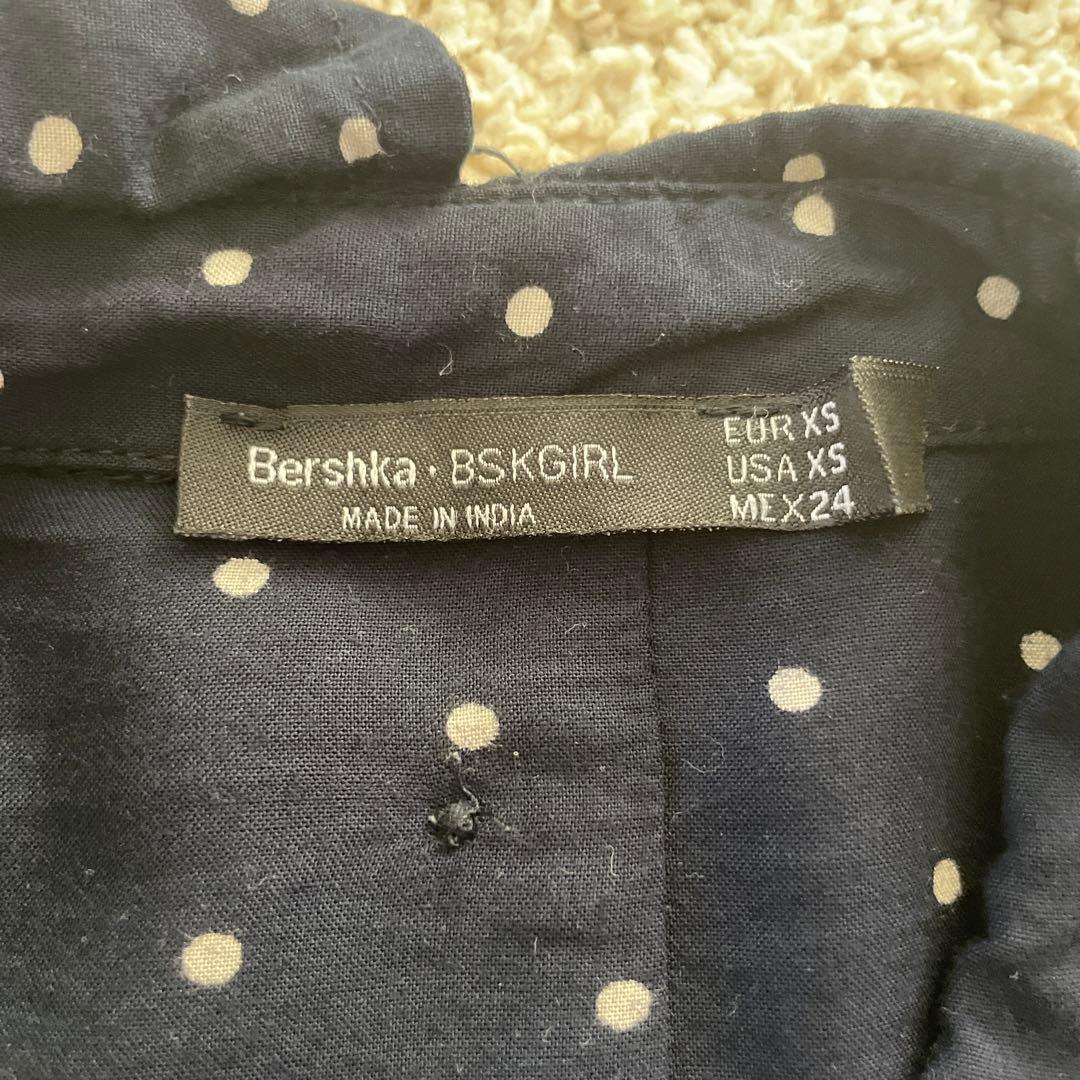 Bershka · BSKGIRL
MADE IN INDIA
EUR XS
USA XS
MEX 24